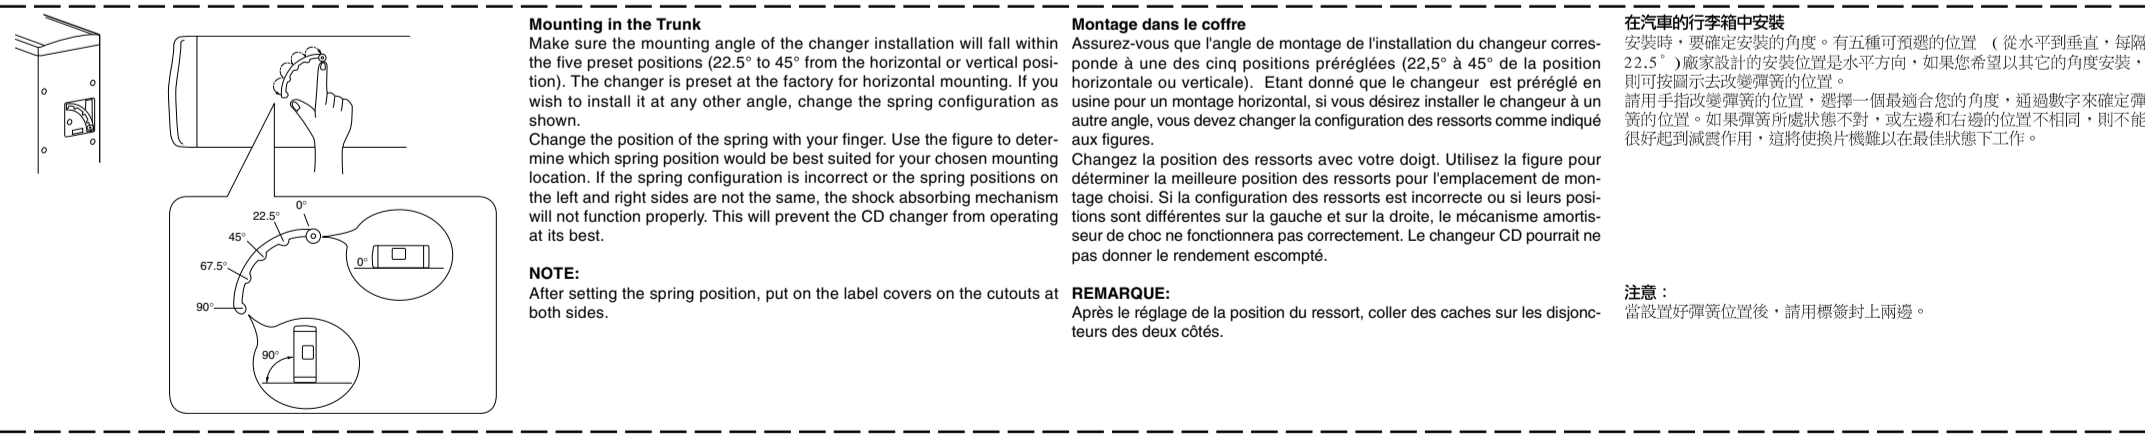 0°
22.5°
45°
67.5°
90°
0°
90°
Mounting in the Trunk
Make sure the mounting angle of the changer installation will fall within
the five preset positions (22.5° to 45° from the horizontal or vertical posi-
tion). The changer is preset at the factory for horizontal mounting. If you
wish to install it at any other angle, change the spring configuration as
shown.
Change the position of the spring with your finger. Use the figure to deter-
mine which spring position would be best suited for your chosen mounting
location. If the spring configuration is incorrect or the spring positions on
the left and right sides are not the same, the shock absorbing mechanism
will not function properly. This will prevent the CD changer from operating
at its best.
NOTE:
After setting the spring position, put on the label covers on the cutouts at
both sides.
Montage dans le coffre
Assurez-vous que l'angle de montage de l'installation du changeur corres-
ponde à une des cinq positions préréglées (22,5° à 45° de la position
horizontale ou verticale). Etant donné que le changeur est préréglé en
usine pour un montage horizontal, si vous désirez installer le changeur à un
autre angle, vous devez changer la configuration des ressorts comme indiqué
aux figures.
Changez la position des ressorts avec votre doigt. Utilisez la figure pour
déterminer la meilleure position des ressorts pour l'emplacement de mon-
tage choisi. Si la configuration des ressorts est incorrecte ou si leurs posi-
tions sont différentes sur la gauche et sur la droite, le mécanisme amortis-
seur de choc ne fonctionnera pas correctement. Le changeur CD pourrait ne
pas donner le rendement escompté.
REMARQUE:
Après le réglage de la position du ressort, coller des caches sur les disjonc-
teurs des deux côtés.
在汽車的行李箱中安裝
安裝時，要確定安裝的角度。有五種可預選的位置 （從水平到垂直，每隔
22.5°)廠家設計的安裝位置是水平方向，如果您希望以其它的角度安裝，
則可按圖示去改變彈簧的位置。
請用手指改變彈簧的位置，選擇一個最適合您的角度，通過數字來確定彈
簧的位置。如果彈簧所處狀態不對，或左邊和右邊的位置不相同，則不能
很好起到減震作用，這將使換片機難以在最佳狀態下工作。
注意：
當設置好彈簧位置後，請用標簽封上兩邊。